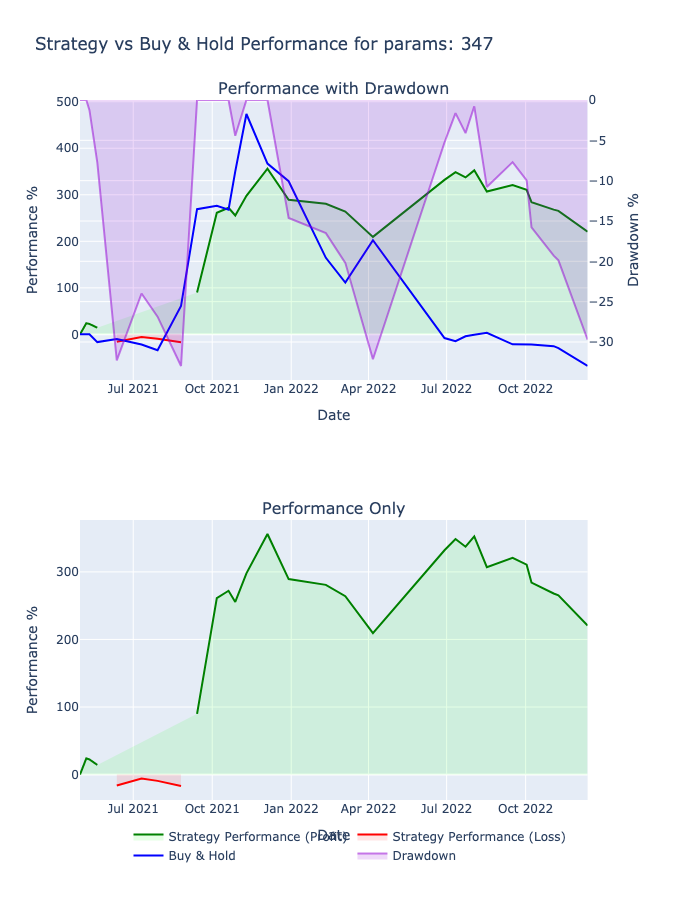 Strategy vs Buy & Hold Performance for params: 347
Performance with Drawdown
500
400
300
200
100
0
Performance %
0
−5
−10
−15
−20
−25
−30
Drawdown %
Jul 2021 Oct 2021 Jan 2022 Apr 2022 Jul 2022 Oct 2022
Date
Performance Only
300
200
100
0
Performance %
Jul 2021 Oct 2021 Jan 2022 Apr 2022 Jul 2022 Oct 2022
Date
Strategy Performance (Profit) Strategy Performance (Loss)
Buy & Hold Drawdown